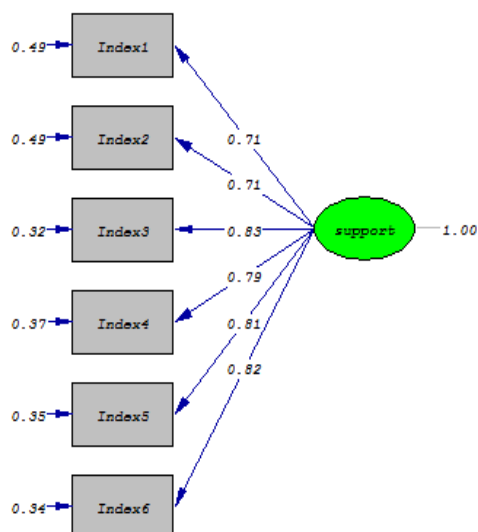 0.49 Index1
0.71
0.49 Index2
0.71
0.32 Index3 0.83 support 1.00
0.79
0.37 Index4 0.81
0.82
0.35 Index5
0.34 Index6